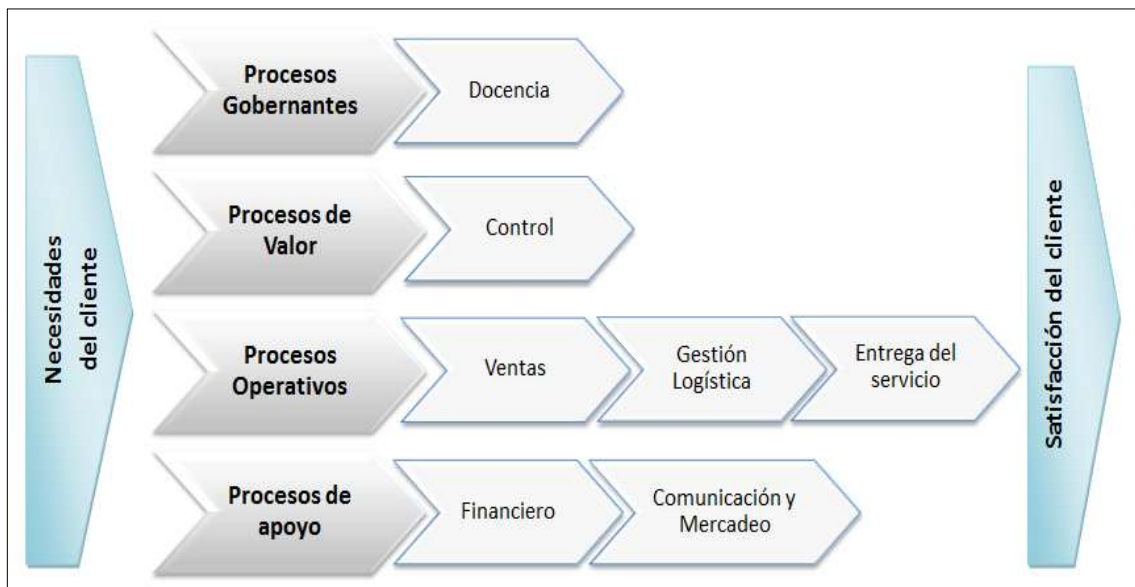 Necesidades
del cliente
Procesos
Gobernantes
Docencia
Procesos de
Valor
Control
Procesos
Operativos
Ventas
Gestión
Logística
Entrega del
servicio
Procesos de
apoyo
Financiero
Comunicación y
Mercadeo
Satisfacción del cliente